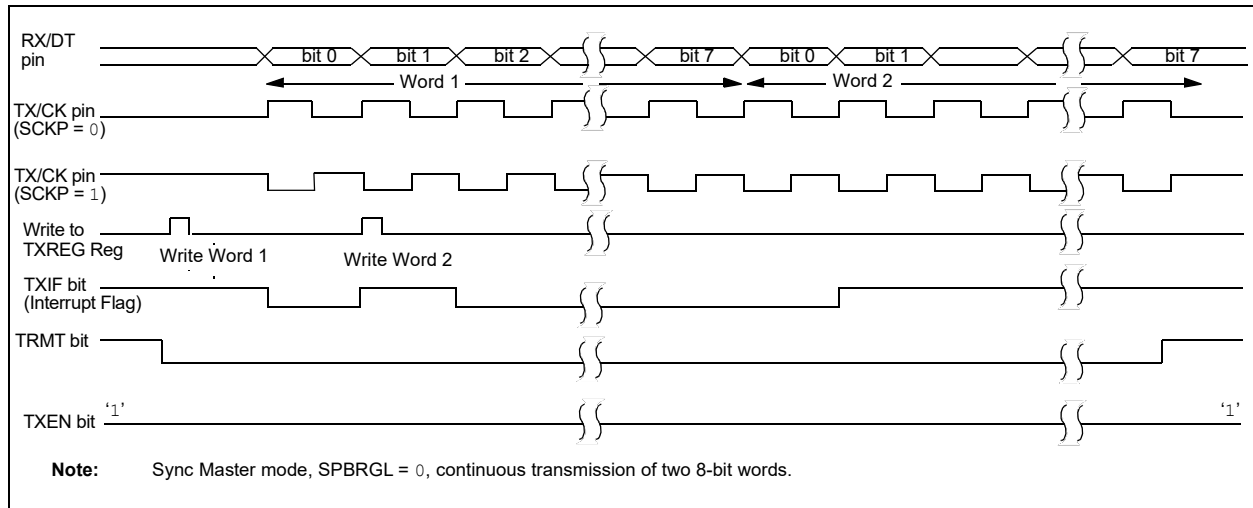 RX/DT
pin
bit 0 bit 1 bit 2 bit 7 bit 0 bit 1 bit 7
Word 1 Word 2
TX/CK pin
(SCKP = 0)
TX/CK pin
(SCKP = 1)
Write to
TXREG Reg
Write Word 1 Write Word 2
TXIF bit
(Interrupt Flag)
TRMT bit
‘1’ ‘1’
TXEN bit
Note: Sync Master mode, SPBRGL = 0, continuous transmission of two 8-bit words.